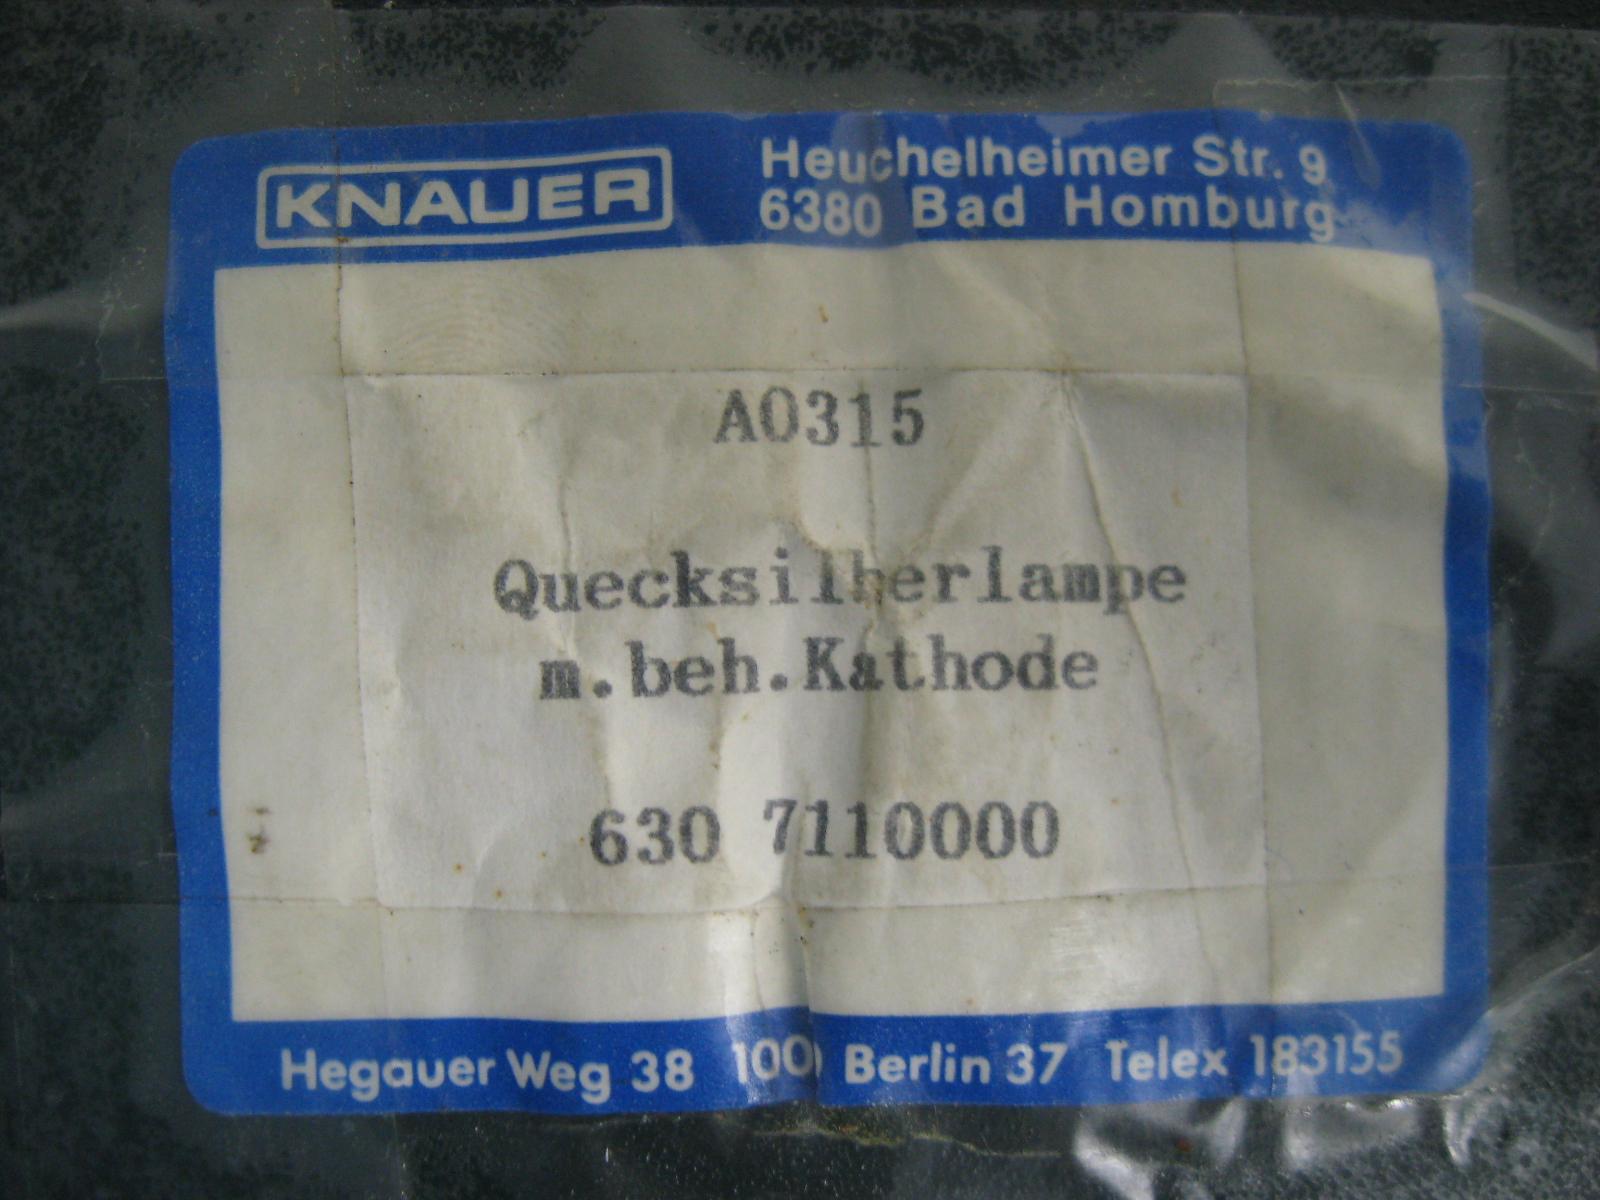 KNAUER
Heuchelheimer Str. 9
6380 Bad Homburg
A0315
Quecksilberlampe
m.beh.Kathode
630 7110000
Hegauer Weg 38 1000 Berlin 37 Telex 183155